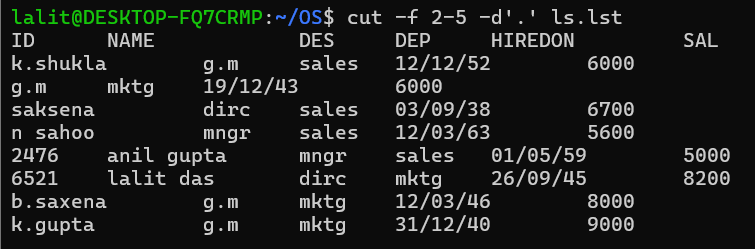 lalit@DESKTOP-FQ7CRMP:~/OS$ cut -f 2-5 -d'.' ls.lst
ID NAME DES DEP HIREDON SAL
k.shukla g.m sales 12/12/52 6000
g.m mktg 19/12/43 6000
saksena dirc sales 03/09/38 6700
n sahoo mngr sales 12/03/63 5600
2476 anil gupta mngr sales 01/05/59 5000
6521 lalit das dirc mktg 26/09/45 8200
b.saxena g.m mktg 12/03/46 8000
k.gupta g.m mktg 31/12/40 9000